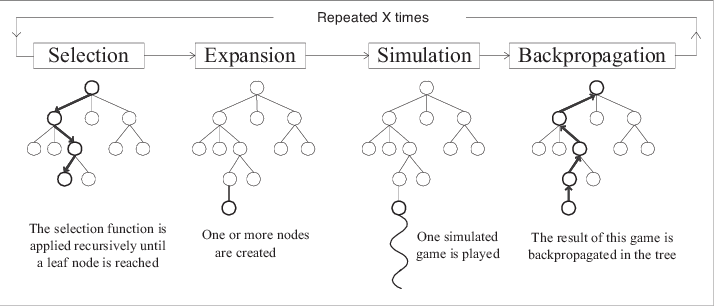 Repeated X times
Selection
Expansion
Simulation
Backpropagation
The selection function is
applied recursively until
a leaf node is reached
One or more nodes
are created
One simulated
game is played
The result of this game is
backpropagated in the tree